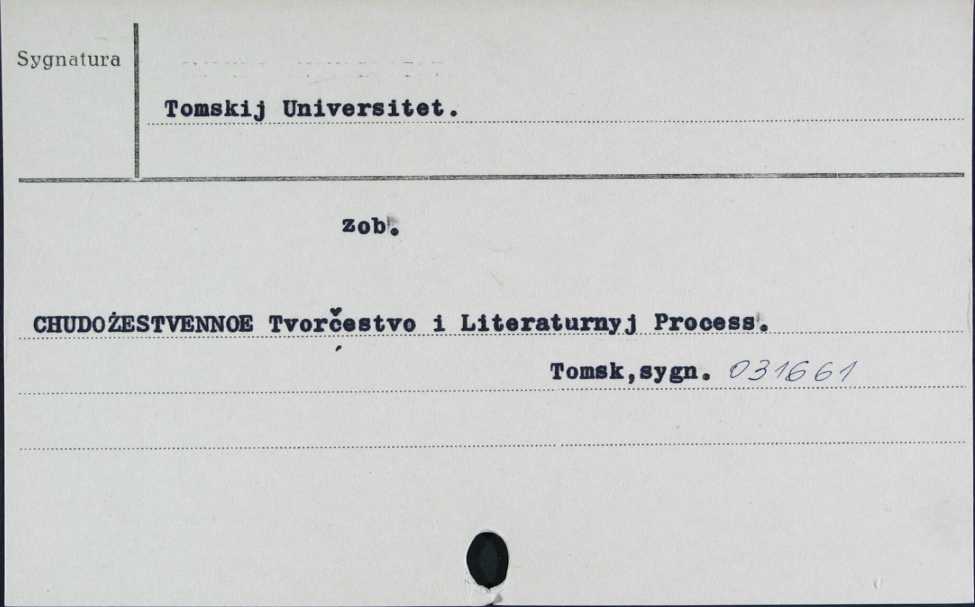 Sygnatura
Tomskij Universitet.
zob.
CHUDOŻESTVENNOE Tvorčestvo i Literaturnyj Process.
Tomsk,sygn. 031661